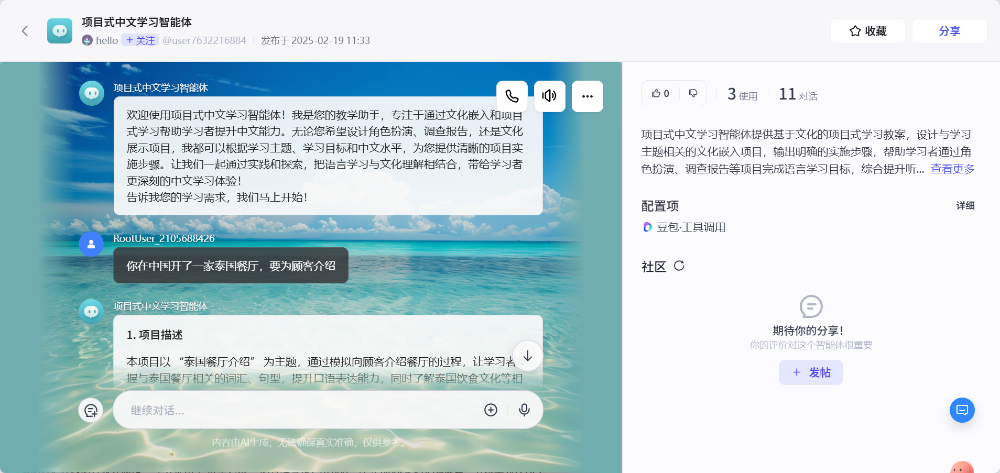 项目式中文学习智能体
hello + 关注 @user7632216884 发布于 2025-02-19 11:33
收藏
分享
项目式中文学习智能体
欢迎使用项目式中文学习智能体！我是您的教学助手，专注于通过文化嵌入和项目
式学习帮助学习者提升中文能力。无论您希望设计角色扮演、调查报告，还是文化
展示项目，我都可以根据学习主题、学习目标和中文水平，为您提供清晰的项目实
施步骤。让我们一起通过实践和探索，把语言学习与文化理解相结合，带给学习者
更深刻的中文学习体验！
告诉我您的学习需求，我们马上开始！
RootUser_2105688426
你在中国开了一家泰国餐厅，要为顾客介绍
项目式中文学习智能体
1. 项目描述
本项目以 “泰国餐厅介绍” 为主题，通过模拟向顾客介绍餐厅的过程，让学习者掌
握与泰国餐厅相关的词汇、句型，提升口语表达能力，同时了解泰国饮食文化等相
继续对话...
内容由AI生成，无法确保真实准确，仅供参考。
0
3 使用
11 对话
项目式中文学习智能体提供基于文化的项目式学习教案，设计与学习
主题相关的文化嵌入项目，输出明确的实施步骤，帮助学习者通过角
色扮演、调查报告等项目完成语言学习目标，综合提升听... 查看更多
配置项
详细
豆包·工具调用
社区
期待你的分享！
你的评价对这个智能体很重要
+ 发帖